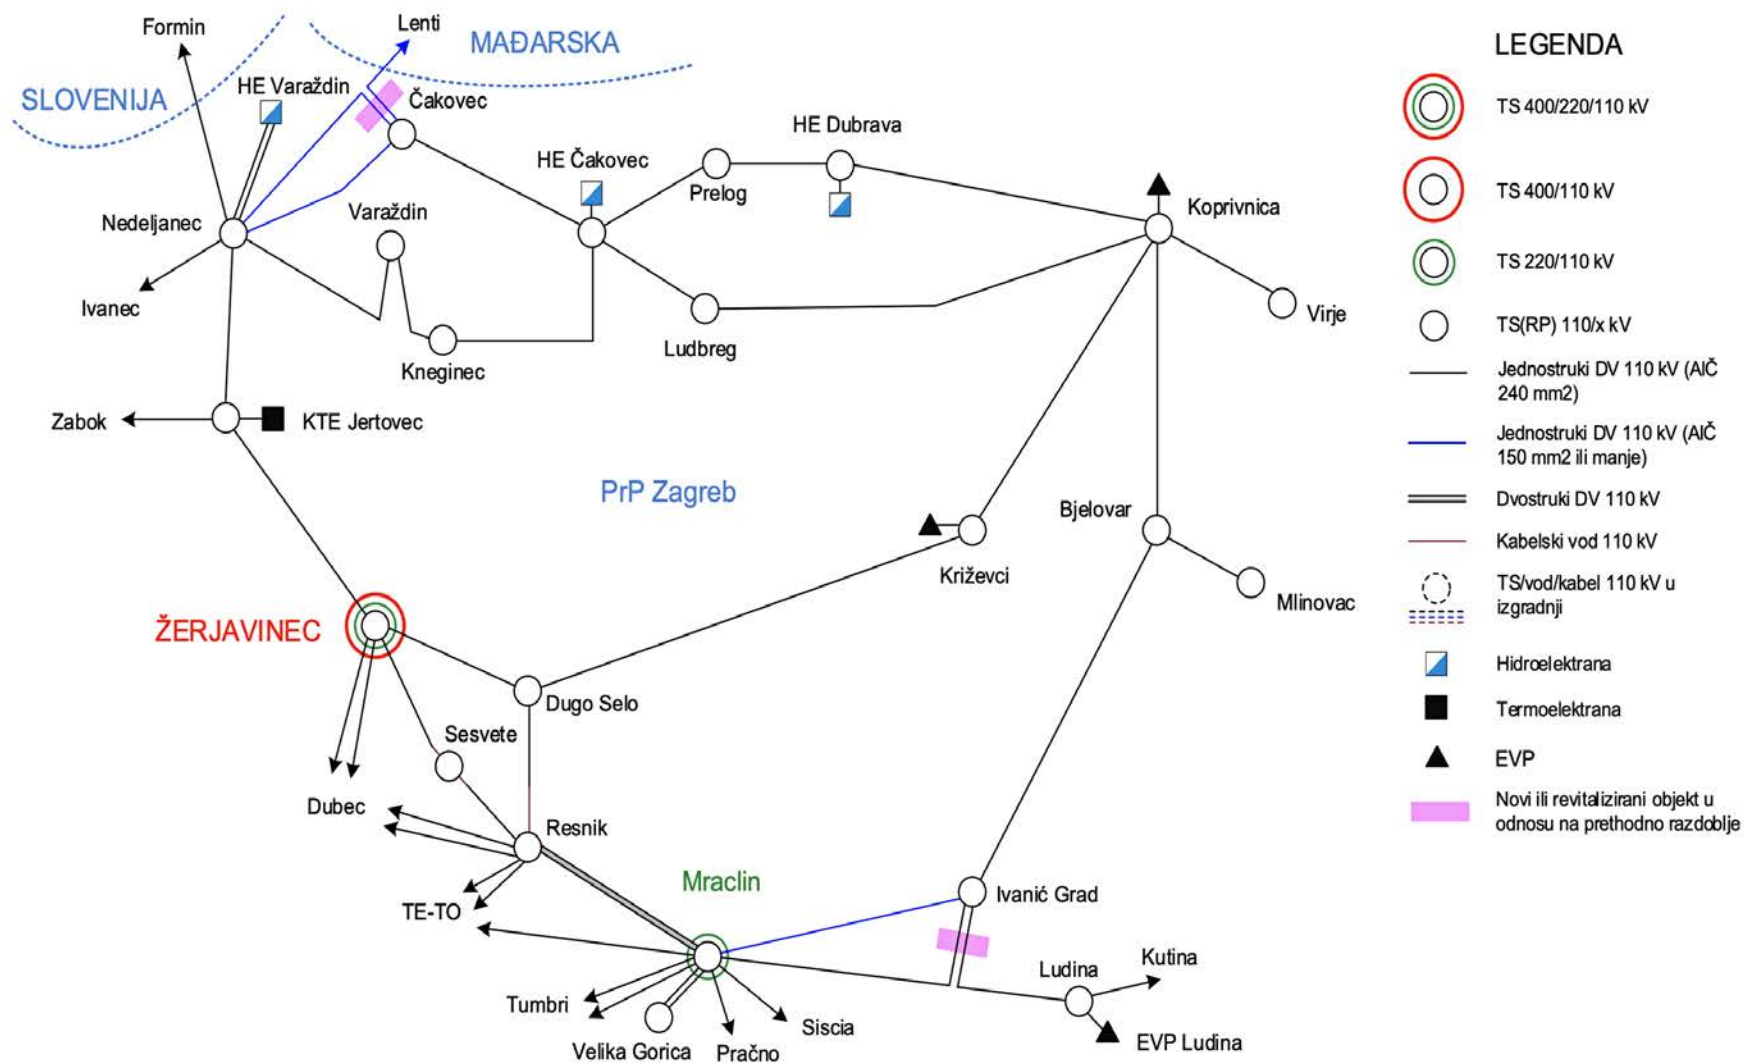 Formin
Lenti
MAĐARSKA
SLOVENIJA
HE Varaždin
Čakovec
HE Dubrava
HE Čakovec
Prelog
Koprivnica
Nedeljanec
Varaždin
Ivanec
Virje
Ludbreg
Kneginec
Zabok
KTE Jertovec
PrP Zagreb
Bjelovar
Križevci
Mlinovac
ŽERJAVINEC
Dugo Selo
Sesvete
Dubec
Resnik
Mraclin
Ivanić Grad
TE-TO
Ludina
Kutina
Tumbri
Siscia
Velika Gorica
Pračno
EVP Ludina
LEGENDA
TS 400/220/110 kV
TS 400/110 kV
TS 220/110 kV
TS(RP) 110/x kV
Jednostruki DV 110 kV (AlČ
240 mm2)
Jednostruki DV 110 kV (AlČ
150 mm2 ili manje)
Dvostruki DV 110 kV
Kabelski vod 110 kV
TS/vod/kabel 110 kV u
izgradnji
Hidroelektrana
Termoelektrana
EVP
Novi ili revitalizirani objekt u
odnosu na prethodno razdoblje